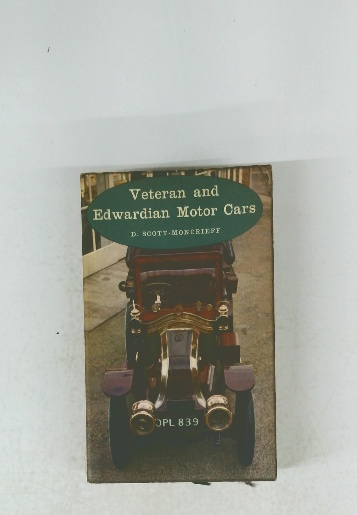 Veteran and
Edwardian Motor Cars
D. SCOTT-MONCRIEFF
OPL 839